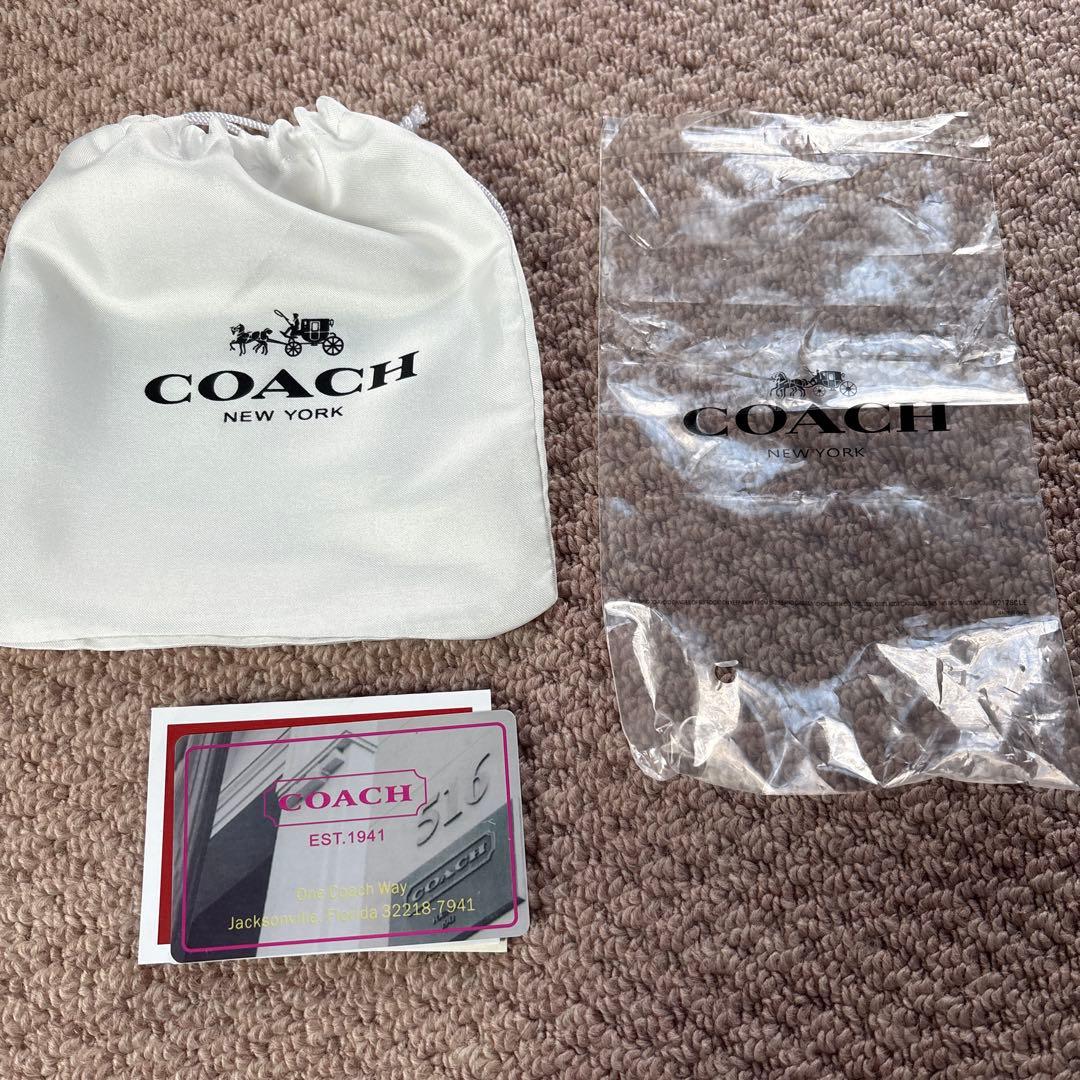 COACH
NEW YORK
COACH
NEW YORK
COACH
EST.1941
516
COACH
One Coach Way
Jacksonville, Florida 32218-7941